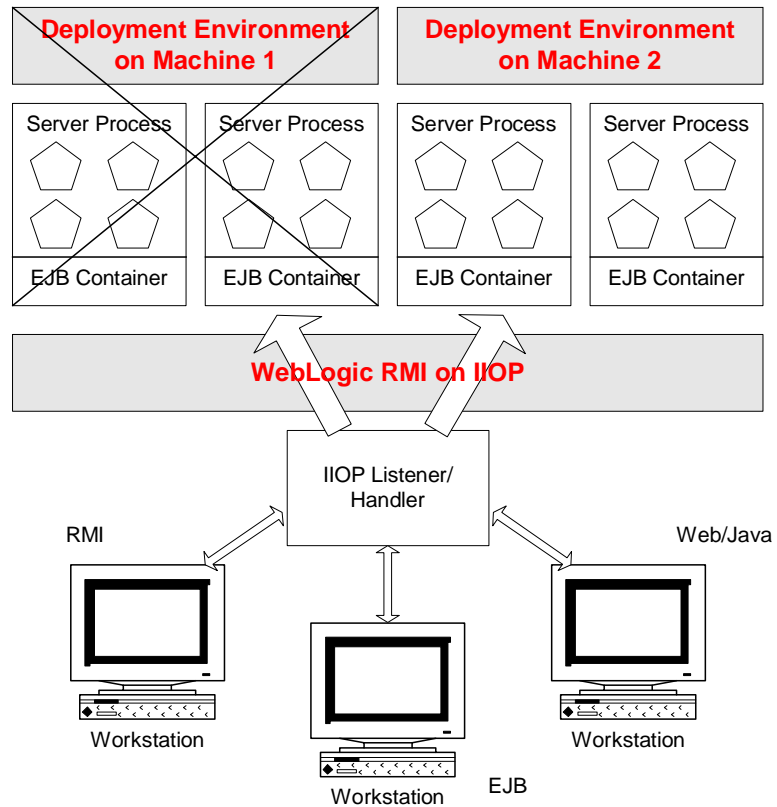 Deployment Environment
on Machine 1
Deployment Environment
on Machine 2
Server Process
Server Process
Server Process
Server Process
EJB Container
EJB Container
EJB Container
EJB Container
WebLogic RMI on IIOP
IIOP Listener/
Handler
RMI
Web/Java
Workstation
Workstation
EJB
Workstation